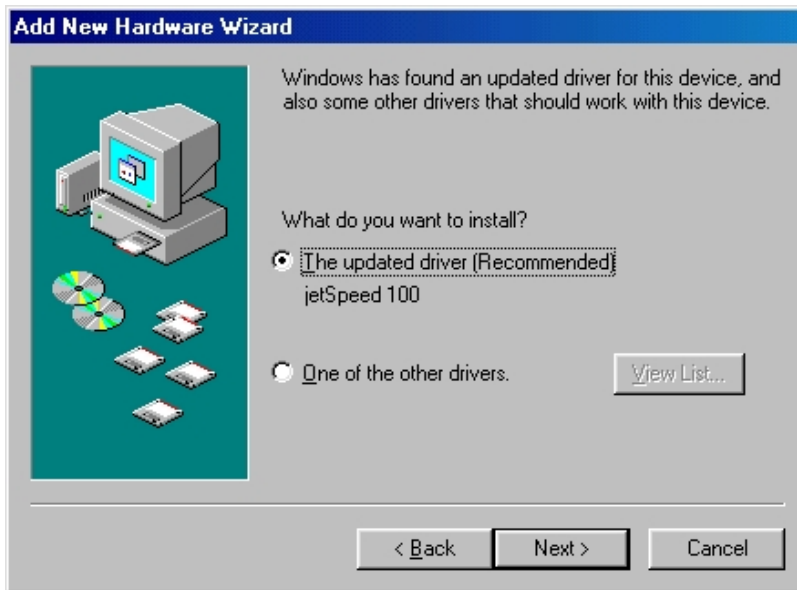 Add New Hardware Wizard
Windows has found an updated driver for this device, and
also some other drivers that should work with this device.
What do you want to install?
The updated driver (Recommended)
jetSpeed 100
One of the other drivers.
View List...
< Back
Next >
Cancel